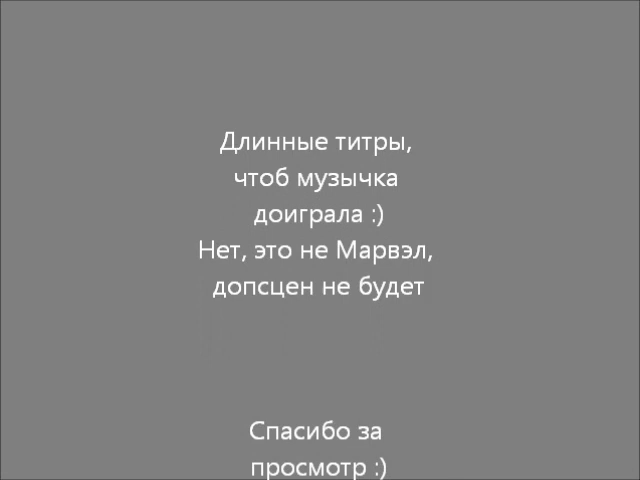 Длинные титры,
чтоб музычка
доиграла :)
Нет, это не Марвэл,
допсцен не будет
Спасибо за
просмотр :)